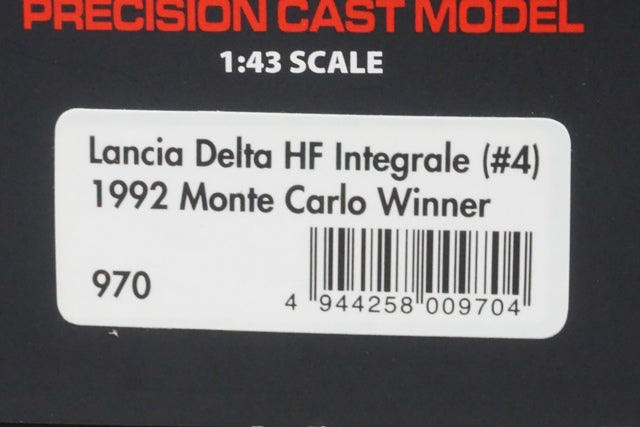 PRECISION CAST MODEL
1:43 SCALE
Lancia Delta HF Integrale (#4)
1992 Monte Carlo Winner
970
4 944258 009704